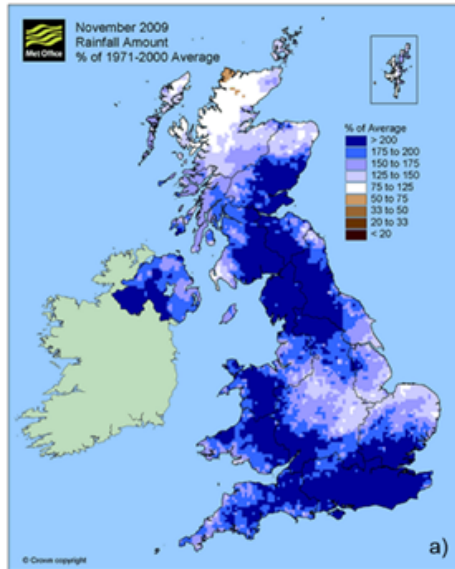 Met Office
November 2009
Rainfall Amount
% of 1971-2000 Average
% of Average
> 200
175 to 200
150 to 175
125 to 150
75 to 125
50 to 75
33 to 50
20 to 33
< 20
a)
© Crown copyright